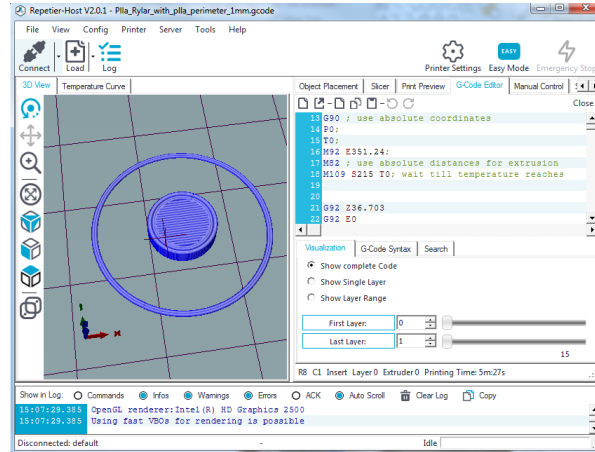 Repetier-Host V2.0.1 - Plla_Rylar_with_plla_perimeter_1mm.gcode
File View Config Printer Server Tools Help
Connect Load Log Printer Settings Easy Mode Emergency Stop
EASY
3D View Temperature Curve Object Placement Slicer Print Preview G-Code Editor Manual Control
Close
13 G90 ; use absolute coordinates
14 P0;
15 T0;
16 M92 E351.24;
17 M82 ; use absolute distances for extrusion
18 M109 S215 T0; wait till temperature reaches
19
20
21 G92 Z36.703
22 G92 E0
Visualization G-Code Syntax Search
Show complete Code
Show Single Layer
Show Layer Range
First Layer: 0
Last Layer: 1
15
R8 C1 Insert Layer 0 Extruder 0 Printing Time: 5m:27s
Show in Log: Commands Infos Warnings Errors ACK Auto Scroll Clear Log Copy
15:07:29.385 OpenGL renderer:Intel(R) HD Graphics 2500
15:07:29.385 Using fast VBOs for rendering is possible
Disconnected: default - Idle